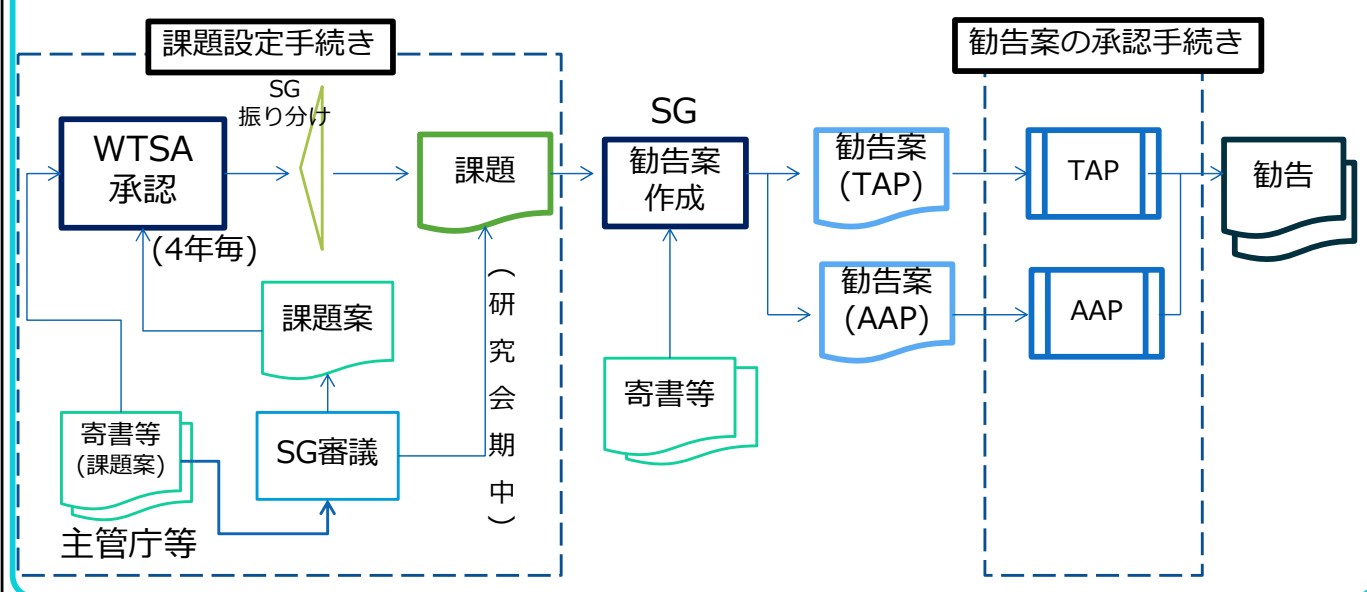 課題設定手続き
勧告案の承認手続き
SG
振り分け
WTSA
承認
(4年毎)
課題
SG
勧告案
作成
勧告案
(TAP)
TAP
勧告
課題案
(研究会期中)
勧告案
(AAP)
AAP
寄書等
寄書等
(課題案)
SG審議
主管庁等